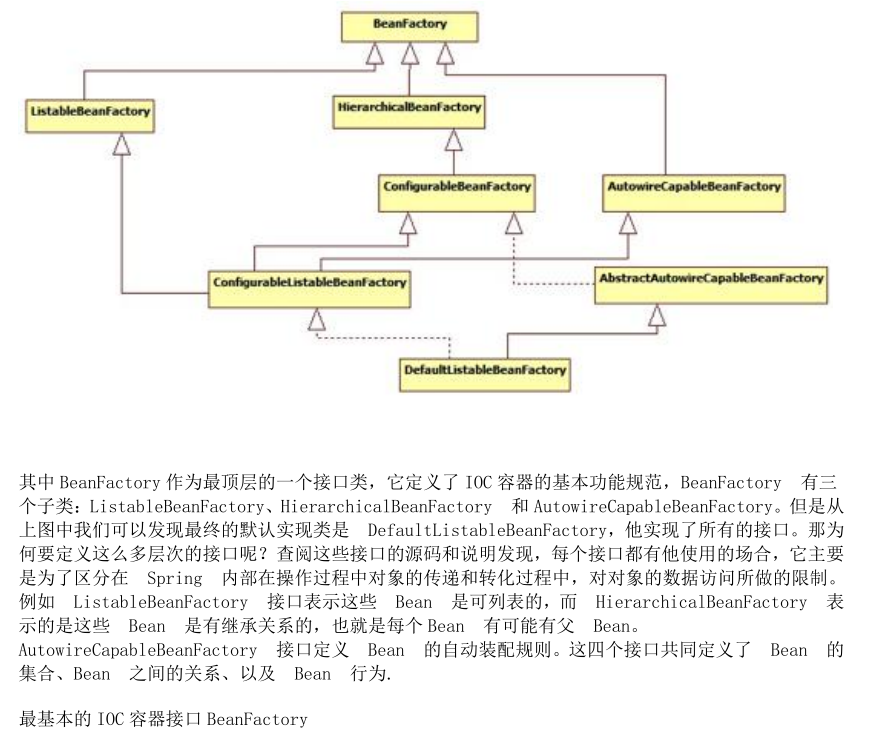 BeanFactory
ListableBeanFactory
HierarchicalBeanFactory
ConfigurableBeanFactory
AutowireCapableBeanFactory
ConfigurableListableBeanFactory
AbstractAutowireCapableBeanFactory
DefaultListableBeanFactory
其中 BeanFactory 作为最顶层的一个接口类，它定义了 IOC 容器的基本功能规范，BeanFactory 有三
个子类：ListableBeanFactory、HierarchicalBeanFactory 和 AutowireCapableBeanFactory。但是从
上图中我们可以发现最终的默认实现类是 DefaultListableBeanFactory，他实现了所有的接口。那为
何要定义这么多层次的接口呢？查阅这些接口的源码和说明发现，每个接口都有他使用的场合，它主要
是为了区分在 Spring 内部在操作过程中对象的传递和转化过程中，对对象的数据访问所做的限制。
例如 ListableBeanFactory 接口表示这些 Bean 是可列表的，而 HierarchicalBeanFactory 表
示的是这些 Bean 是有继承关系的，也就是每个 Bean 有可能有父 Bean。
AutowireCapableBeanFactory 接口定义 Bean 的自动装配规则。这四个接口共同定义了 Bean 的
集合、Bean 之间的关系、以及 Bean 行为.
最基本的 IOC 容器接口 BeanFactory